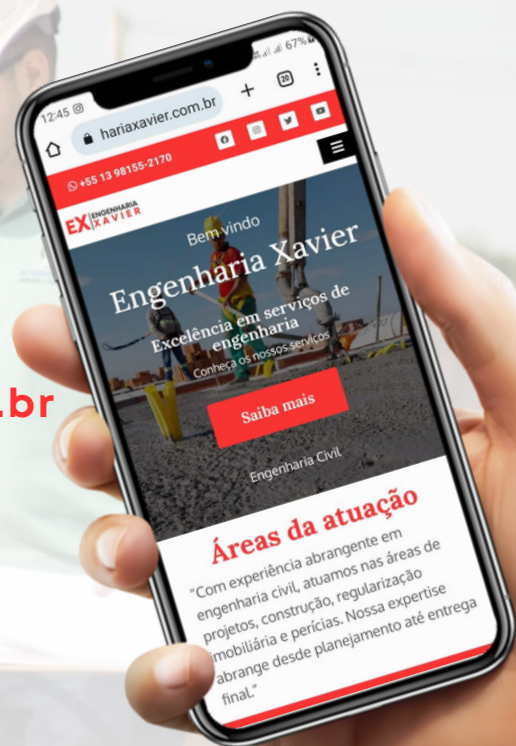 12:45
67%
hariaxavier.com.br
20
+55 13 98155-2170
EX ENGENHARIA
XAVIER
Bem vindo
Engenharia Xavier
Excelência em serviços de
engenharia
Conheça os nossos serviços
Saiba mais
Engenharia Civil
.br
Áreas da atuação
"Com experiência abrangente em
engenharia civil, atuamos nas áreas de
projetos, construção, regularização
imobiliária e perícias. Nossa expertise
abrange desde planejamento até entrega
final."